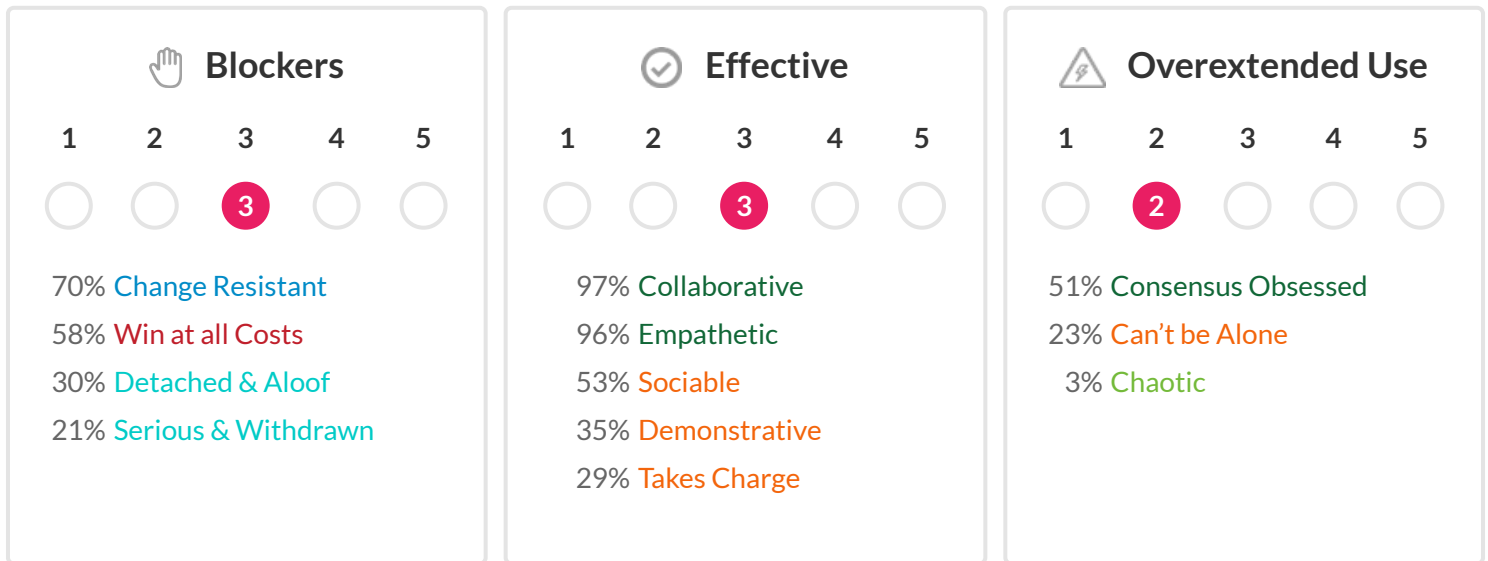 Blockers
1 2 3 4 5
3
70% Change Resistant
58% Win at all Costs
30% Detached & Aloof
21% Serious & Withdrawn
Effective
1 2 3 4 5
3
97% Collaborative
96% Empathetic
53% Sociable
35% Demonstrative
29% Takes Charge
Overextended Use
1 2 3 4 5
2
51% Consensus Obsessed
23% Can’t be Alone
3% Chaotic